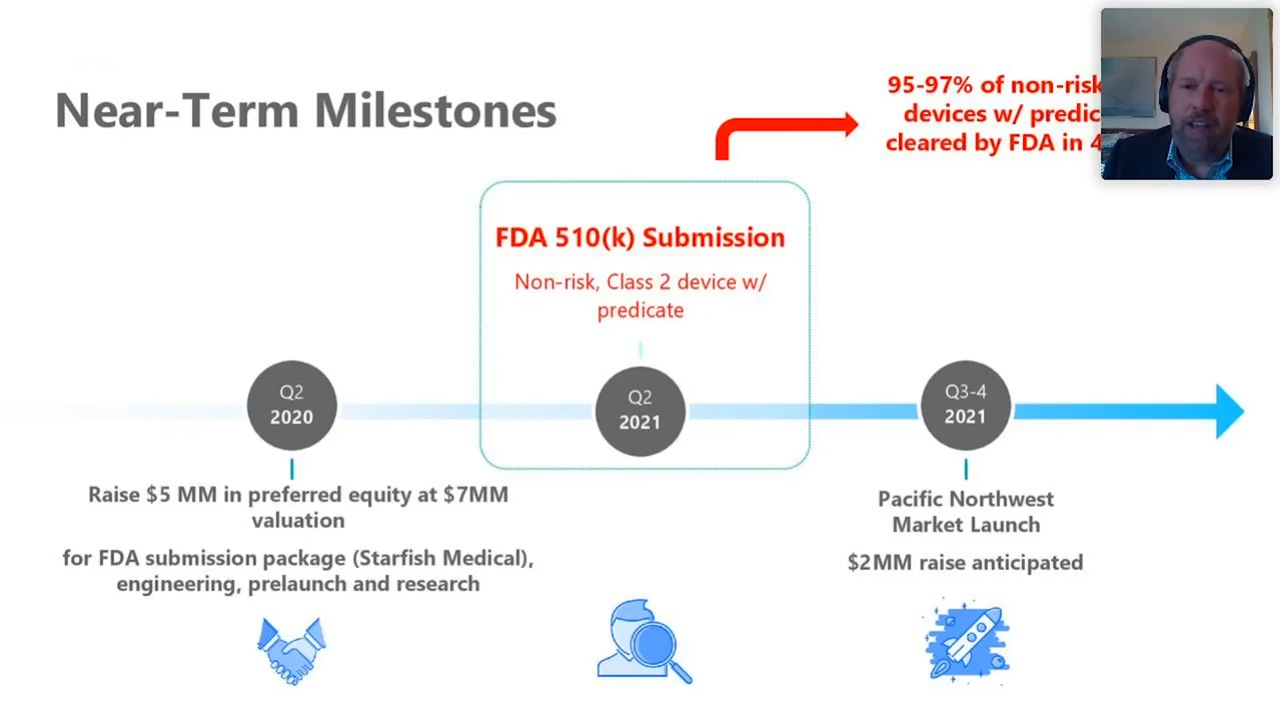 Near-Term Milestones
95-97% of non-risk
devices w/
cleared by FDA in
FDA 510(k) Submission
Non-risk, Class 2 device w/
predicate
Q2
2020
Q2
2021
Q3-4
2021
Raise $5 MM in preferred equity at $7MM
valuation
for FDA submission package (Starfish Medical),
engineering, prelaunch and research
Pacific Northwest
Market Launch
$2MM raise anticipated